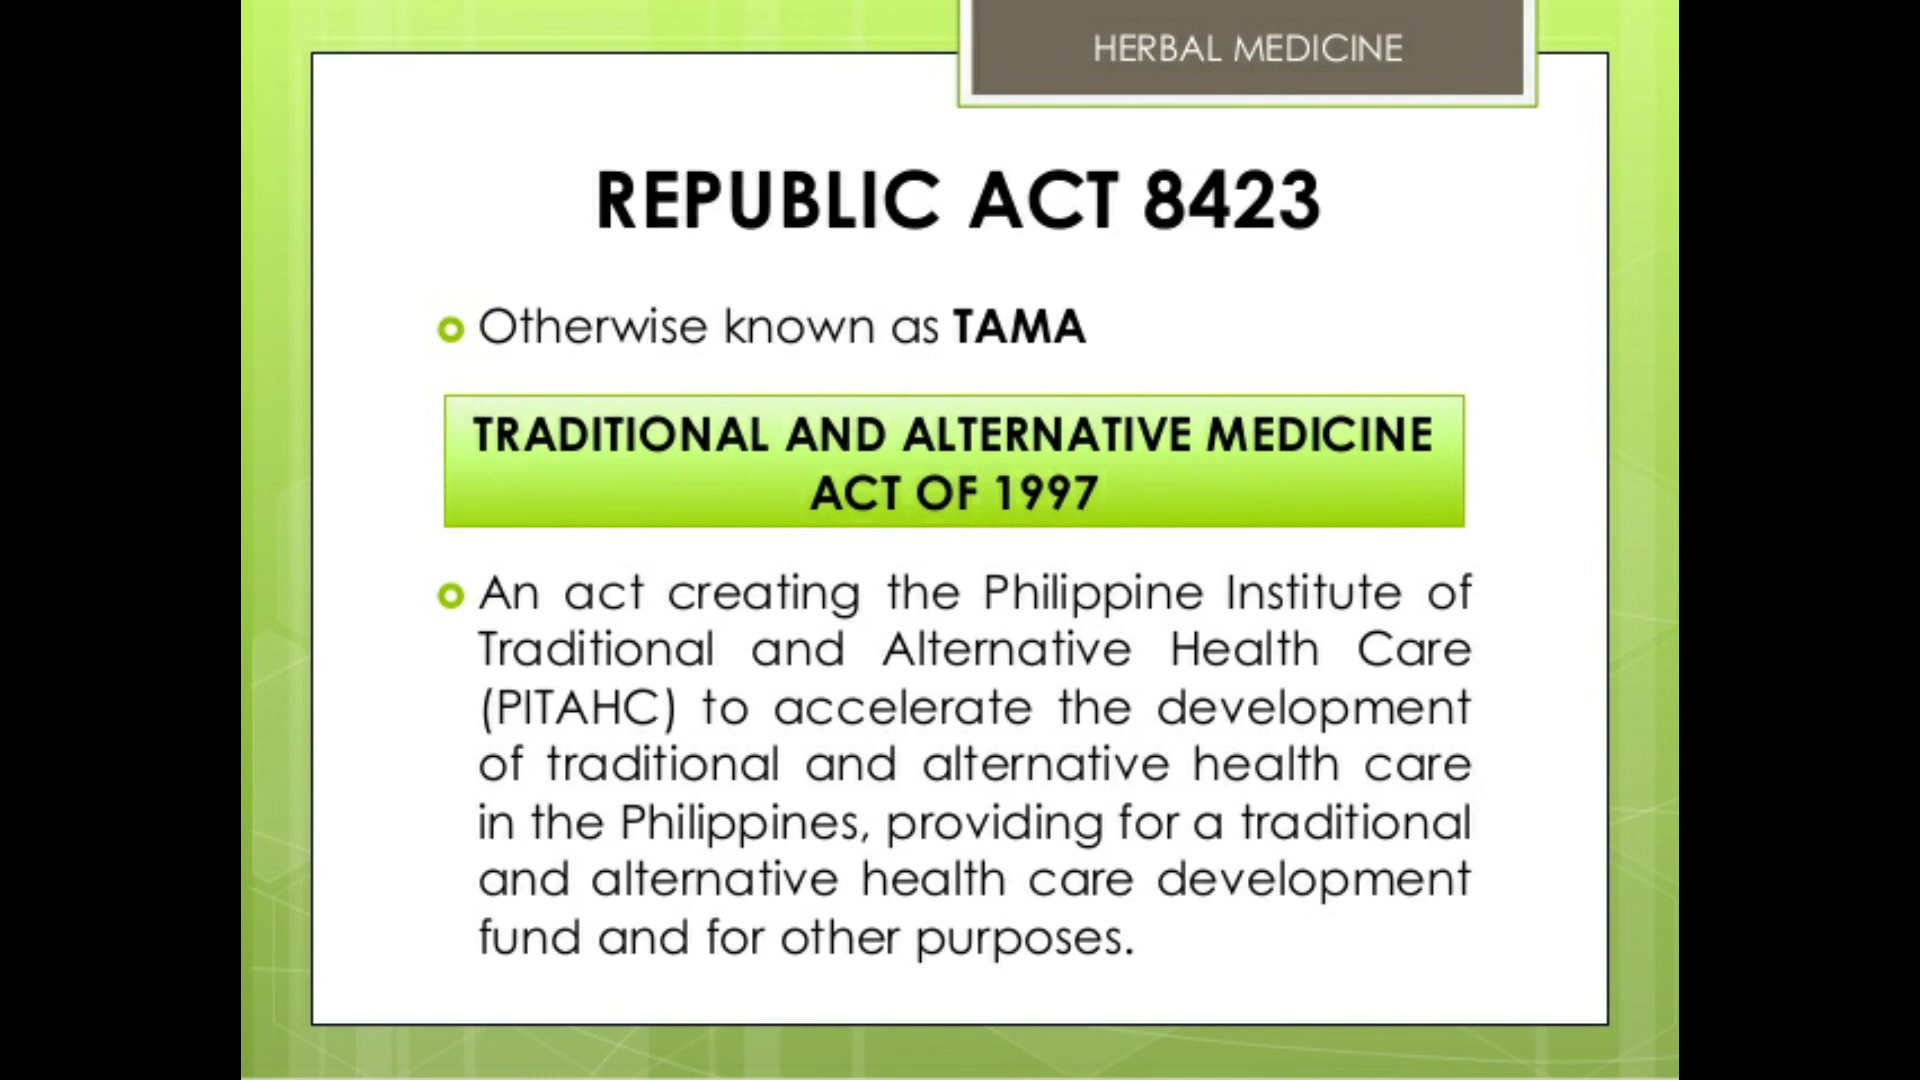 HERBAL MEDICINE
REPUBLIC ACT 8423
Otherwise known as TAMA
TRADITIONAL AND ALTERNATIVE MEDICINE
ACT OF 1997
An act creating the Philippine Institute of
Traditional and Alternative Health Care
(PITAHC) to accelerate the development
of traditional and alternative health care
in the Philippines, providing for a traditional
and alternative health care development
fund and for other purposes.